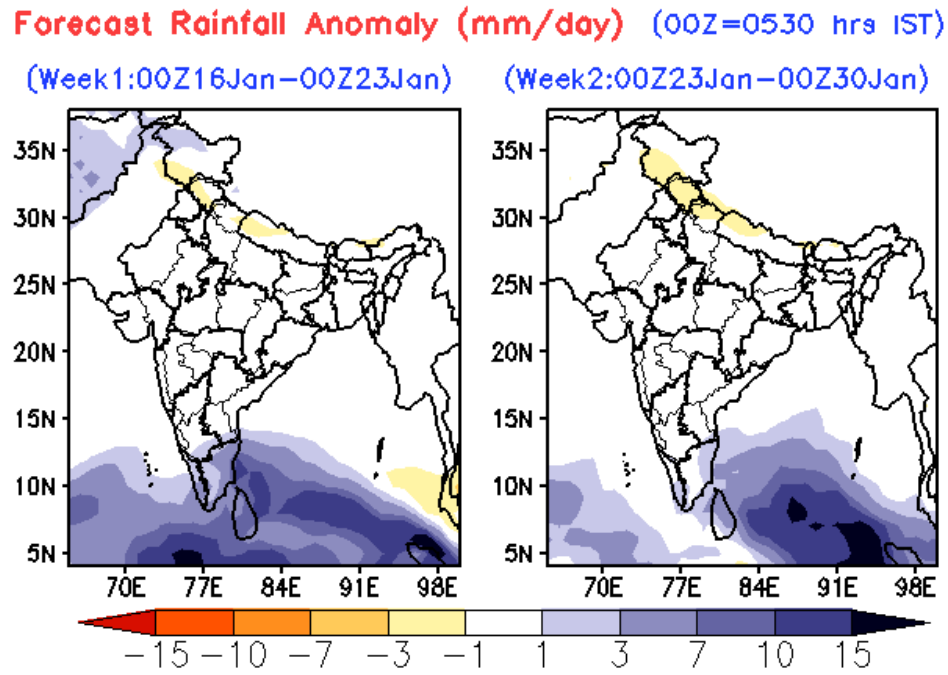 Forecast Rainfall Anomaly (mm/day) (00Z=0530 hrs IST)
(Week1:00Z16Jan–00Z23Jan) (Week2:00Z23Jan–00Z30Jan)
35N 35N
30N 30N
25N 25N
20N 20N
15N 15N
10N 10N
5N 5N
70E 77E 84E 91E 98E 70E 77E 84E 91E 98E
−15 −10 −7 −3 −1 1 3 7 10 15